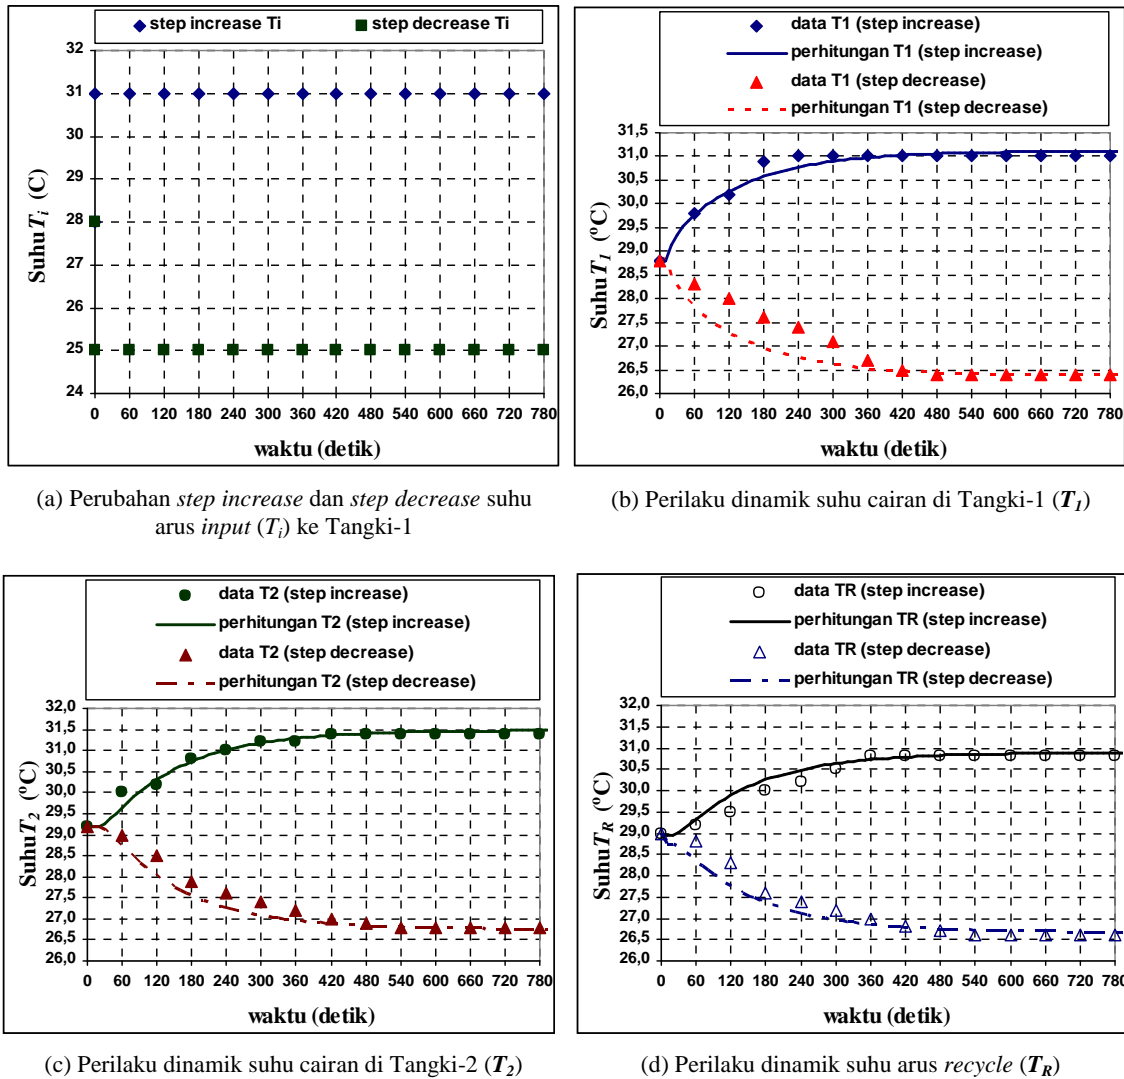 step increase Ti
step decrease Ti
32
31
30
29
28
27
26
25
24
Suhu Ti (C)
0 60 120 180 240 300 360 420 480 540 600 660 720 780
waktu (detik)
data T1 (step increase)
perhitungan T1 (step increase)
data T1 (step decrease)
perhitungan T1 (step decrease)
31,5
31,0
30,5
30,0
29,5
29,0
28,5
28,0
27,5
27,0
26,5
26,0
Suhu T1 (ºC)
0 60 120 180 240 300 360 420 480 540 600 660 720 780
waktu (detik)
(a) Perubahan step increase dan step decrease suhu
arus input (Ti) ke Tangki-1
(b) Perilaku dinamik suhu cairan di Tangki-1 (T1)
data T2 (step increase)
perhitungan T2 (step increase)
data T2 (step decrease)
perhitungan T2 (step decrease)
32,0
31,5
31,0
30,5
30,0
29,5
29,0
28,5
28,0
27,5
27,0
26,5
26,0
Suhu T2 (ºC)
0 60 120 180 240 300 360 420 480 540 600 660 720 780
waktu (detik)
data TR (step increase)
perhitungan TR (step increase)
data TR (step decrease)
perhitungan TR (step decrease)
32,0
31,5
31,0
30,5
30,0
29,5
29,0
28,5
28,0
27,5
27,0
26,5
26,0
Suhu TR (ºC)
0 60 120 180 240 300 360 420 480 540 600 660 720 780
waktu (detik)
(c) Perilaku dinamik suhu cairan di Tangki-2 (T2)
(d) Perilaku dinamik suhu arus recycle (TR)